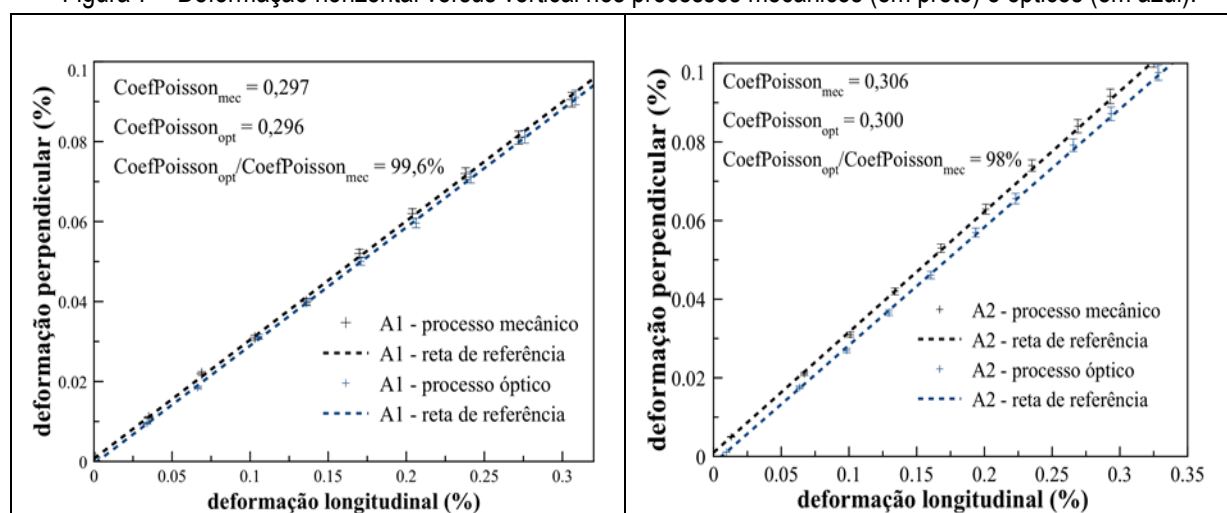 Figura 7 – Deformação horizontal versus vertical nos processos mecânicos (em preto) e ópticos (em azul).
0.1
CoefPoisson_mec = 0,297
CoefPoisson_opt = 0,296
CoefPoisson_opt/CoefPoisson_mec = 99,6%
deformação perpendicular (%)
0.08
0.06
0.04
0.02
0
A1 - processo mecânico
A1 - reta de referência
A1 - processo óptico
A1 - reta de referência
0 0.05 0.1 0.15 0.2 0.25 0.3
deformação longitudinal (%)
0.1
CoefPoisson_mec = 0,306
CoefPoisson_opt = 0,300
CoefPoisson_opt/CoefPoisson_mec = 98%
deformação perpendicular (%)
0.08
0.06
0.04
0.02
0
A2 - processo mecânico
A2 - reta de referência
A2 - processo óptico
A2 - reta de referência
0 0.05 0.1 0.15 0.2 0.25 0.3 0.35
deformação longitudinal (%)